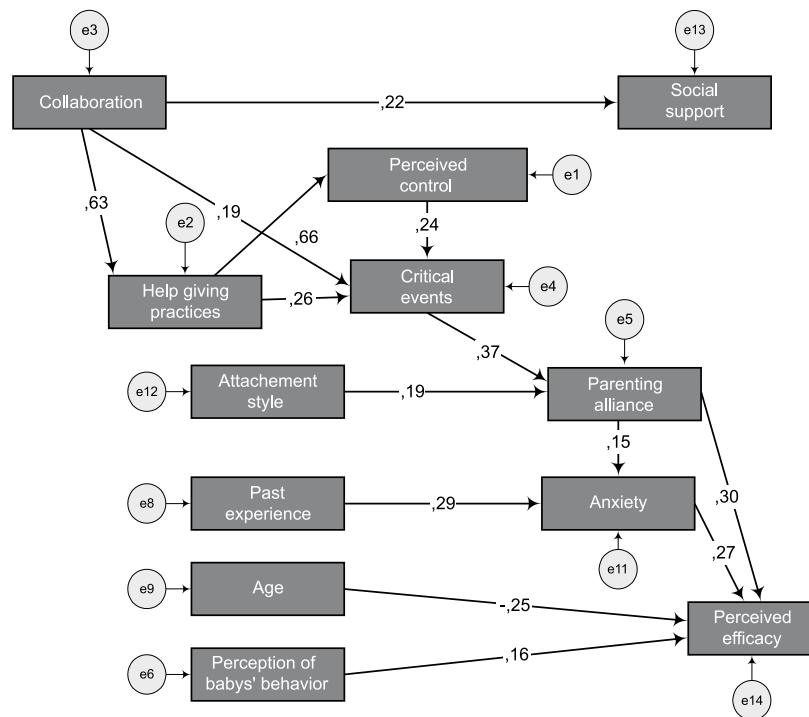 e3
e13
Collaboration
,22
Social
support
Perceived
control
e1
,63
,19
e2
,66
,24
Help giving
practices
,26
Critical
events
e4
,37
e5
e12
Attachement
style
,19
Parenting
alliance
,15
e8
Past
experience
,29
Anxiety
,30
,27
e11
e9
Age
-,25
Perceived
efficacy
e6
Perception of
babys' behavior
,16
e14